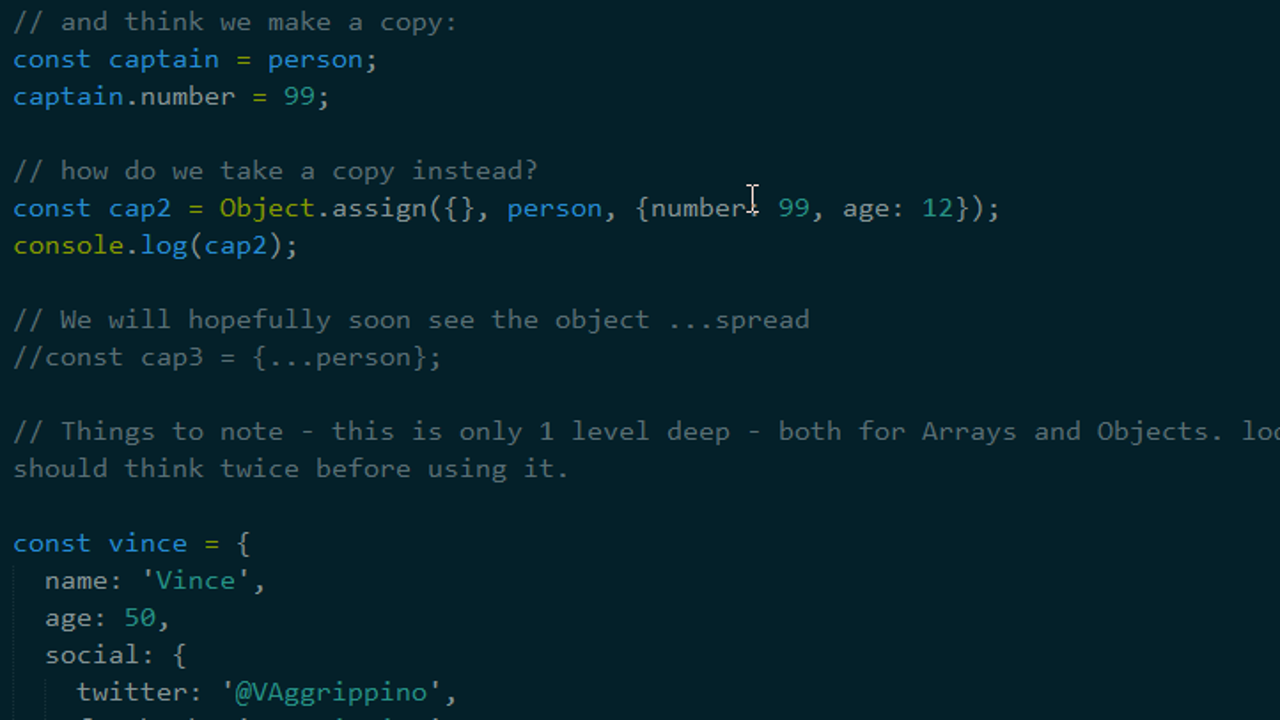 // and think we make a copy:
const captain = person;
captain.number = 99;
// how do we take a copy instead?
const cap2 = Object.assign({}, person, {number: 99, age: 12});
console.log(cap2);
// We will hopefully soon see the object ...spread
//const cap3 = {...person};
// Things to note - this is only 1 level deep - both for Arrays and Objects.
should think twice before using it.
const vince = {
name: 'Vince',
age: 50,
social: {
twitter: '@VAggrippino',